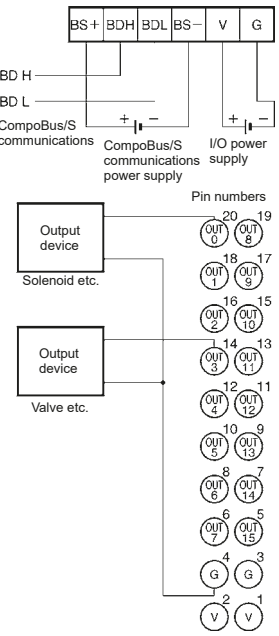 BS+ BDH BDL BS− V G
BD H
BD L
CompoBus/S
communications
+ −
CompoBus/S
communications
power supply
+ −
I/O power
supply
Pin numbers
Output
device
Solenoid etc.
Output
device
Valve etc.
20 19
OUT 0 OUT 8
18 17
OUT 1 OUT 9
16 15
OUT 2 OUT 10
14 13
OUT 3 OUT 11
12 11
OUT 4 OUT 12
10 9
OUT 5 OUT 13
8 7
OUT 6 OUT 14
6 5
OUT 7 OUT 15
4 3
G G
2 1
V V